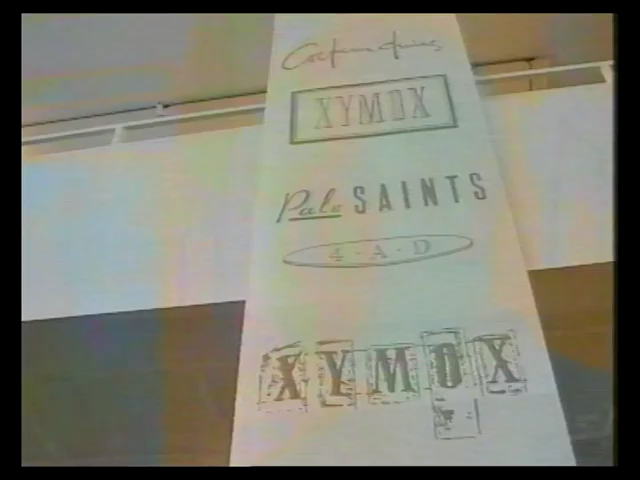 Cocteau Twins
XYMOX
Pale SAINTS
4·A·D
XYMOX